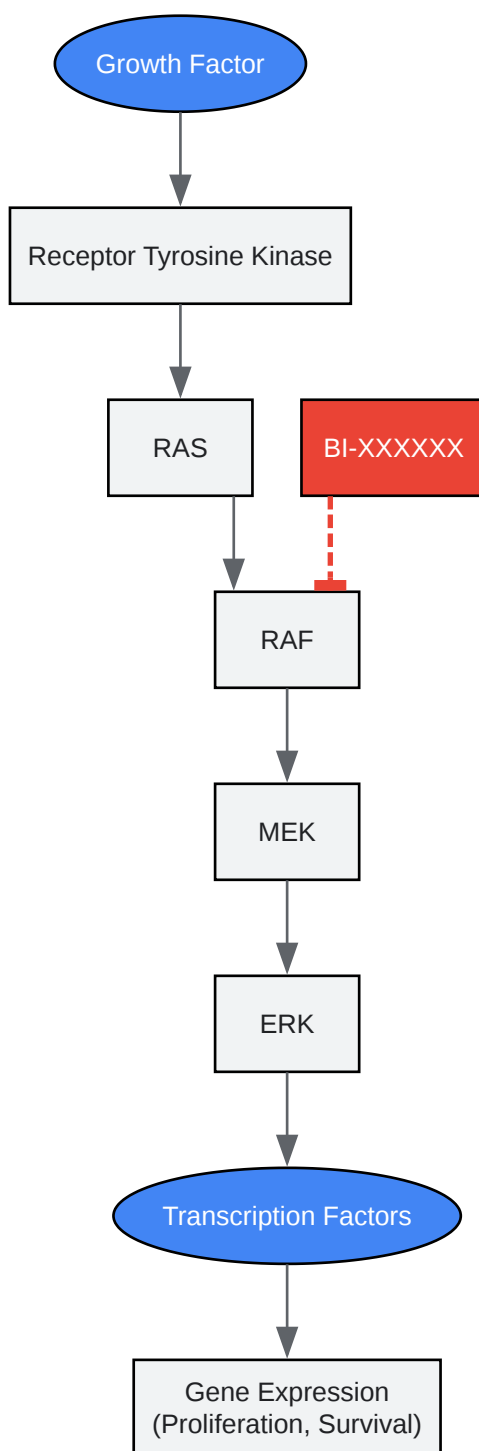 Growth Factor
Receptor Tyrosine Kinase
RAS
BI-XXXXXX
RAF
MEK
ERK
Transcription Factors
Gene Expression
(Proliferation, Survival)